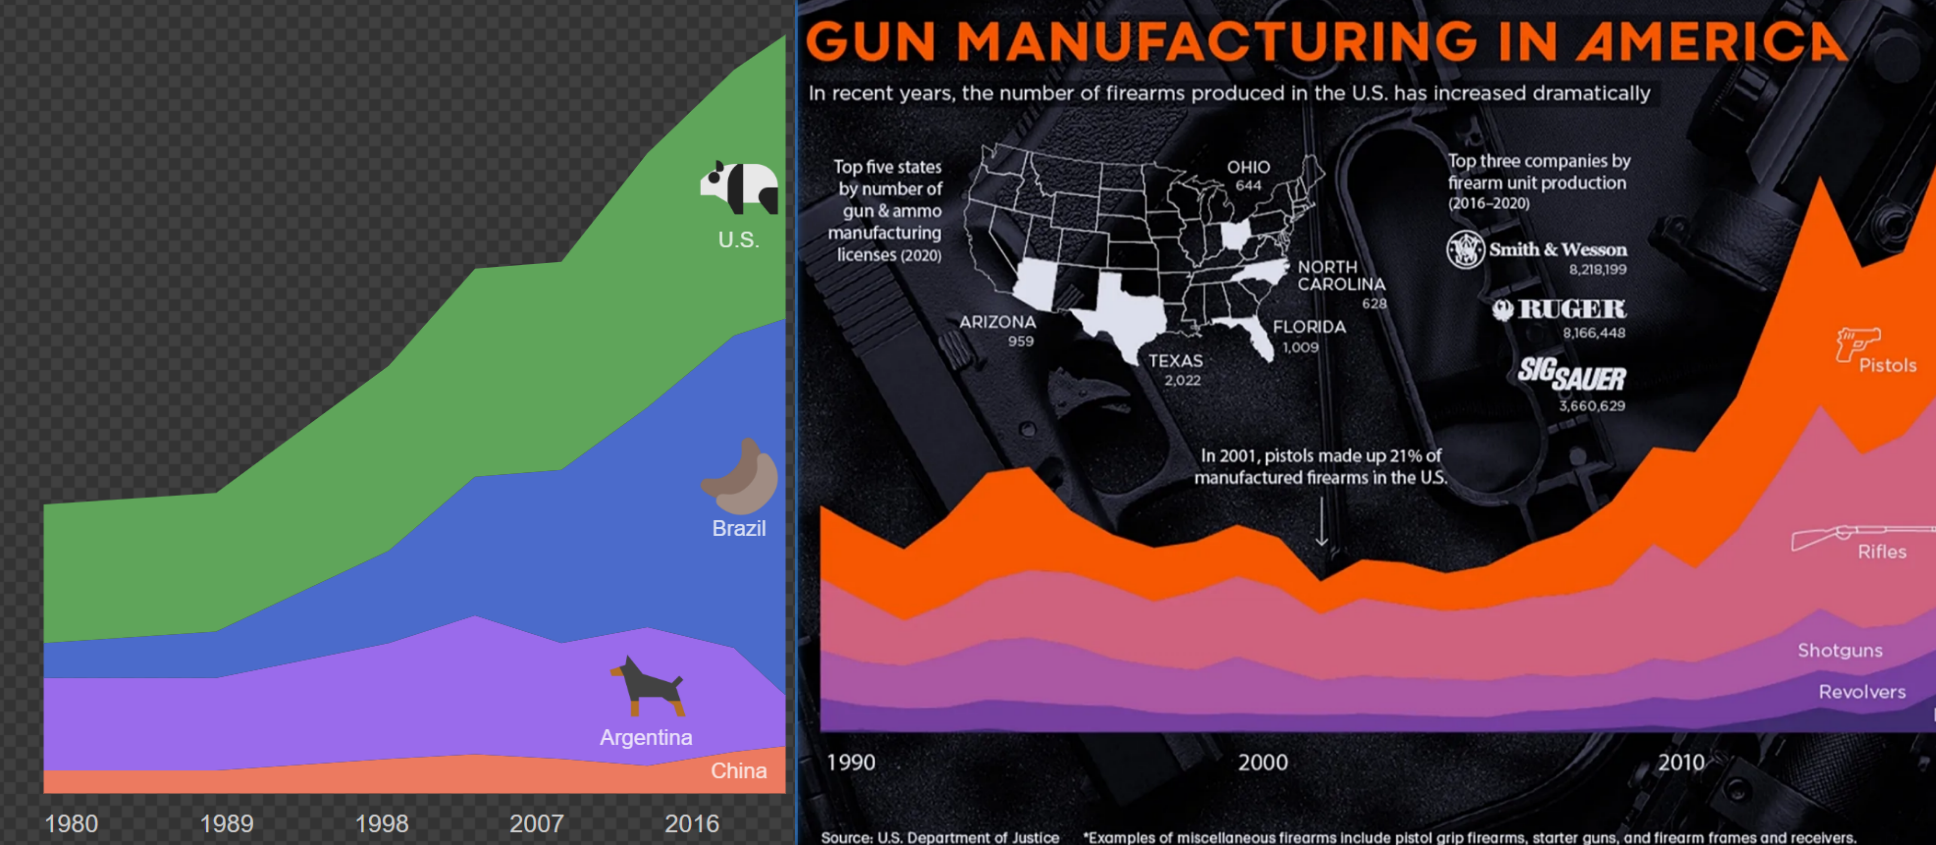 U.S.
Brazil
Argentina
China
1980 1989 1998 2007 2016
GUN MANUFACTURING IN AMERICA
In recent years, the number of firearms produced in the U.S. has increased dramatically
Top five states
by number of
gun & ammo
manufacturing
licenses (2020)
OHIO
644
NORTH
CAROLINA
628
ARIZONA
959
FLORIDA
1,009
TEXAS
2,022
Top three companies by
firearm unit production
(2016–2020)
Smith & Wesson
8,218,199
RUGER
8,166,448
SIG SAUER
3,660,629
In 2001, pistols made up 21% of
manufactured firearms in the U.S.
Pistols
Rifles
Shotguns
Revolvers
1990 2000 2010
Source: U.S. Department of Justice *Examples of miscellaneous firearms include pistol grip firearms, starter guns, and firearm frames and receivers.